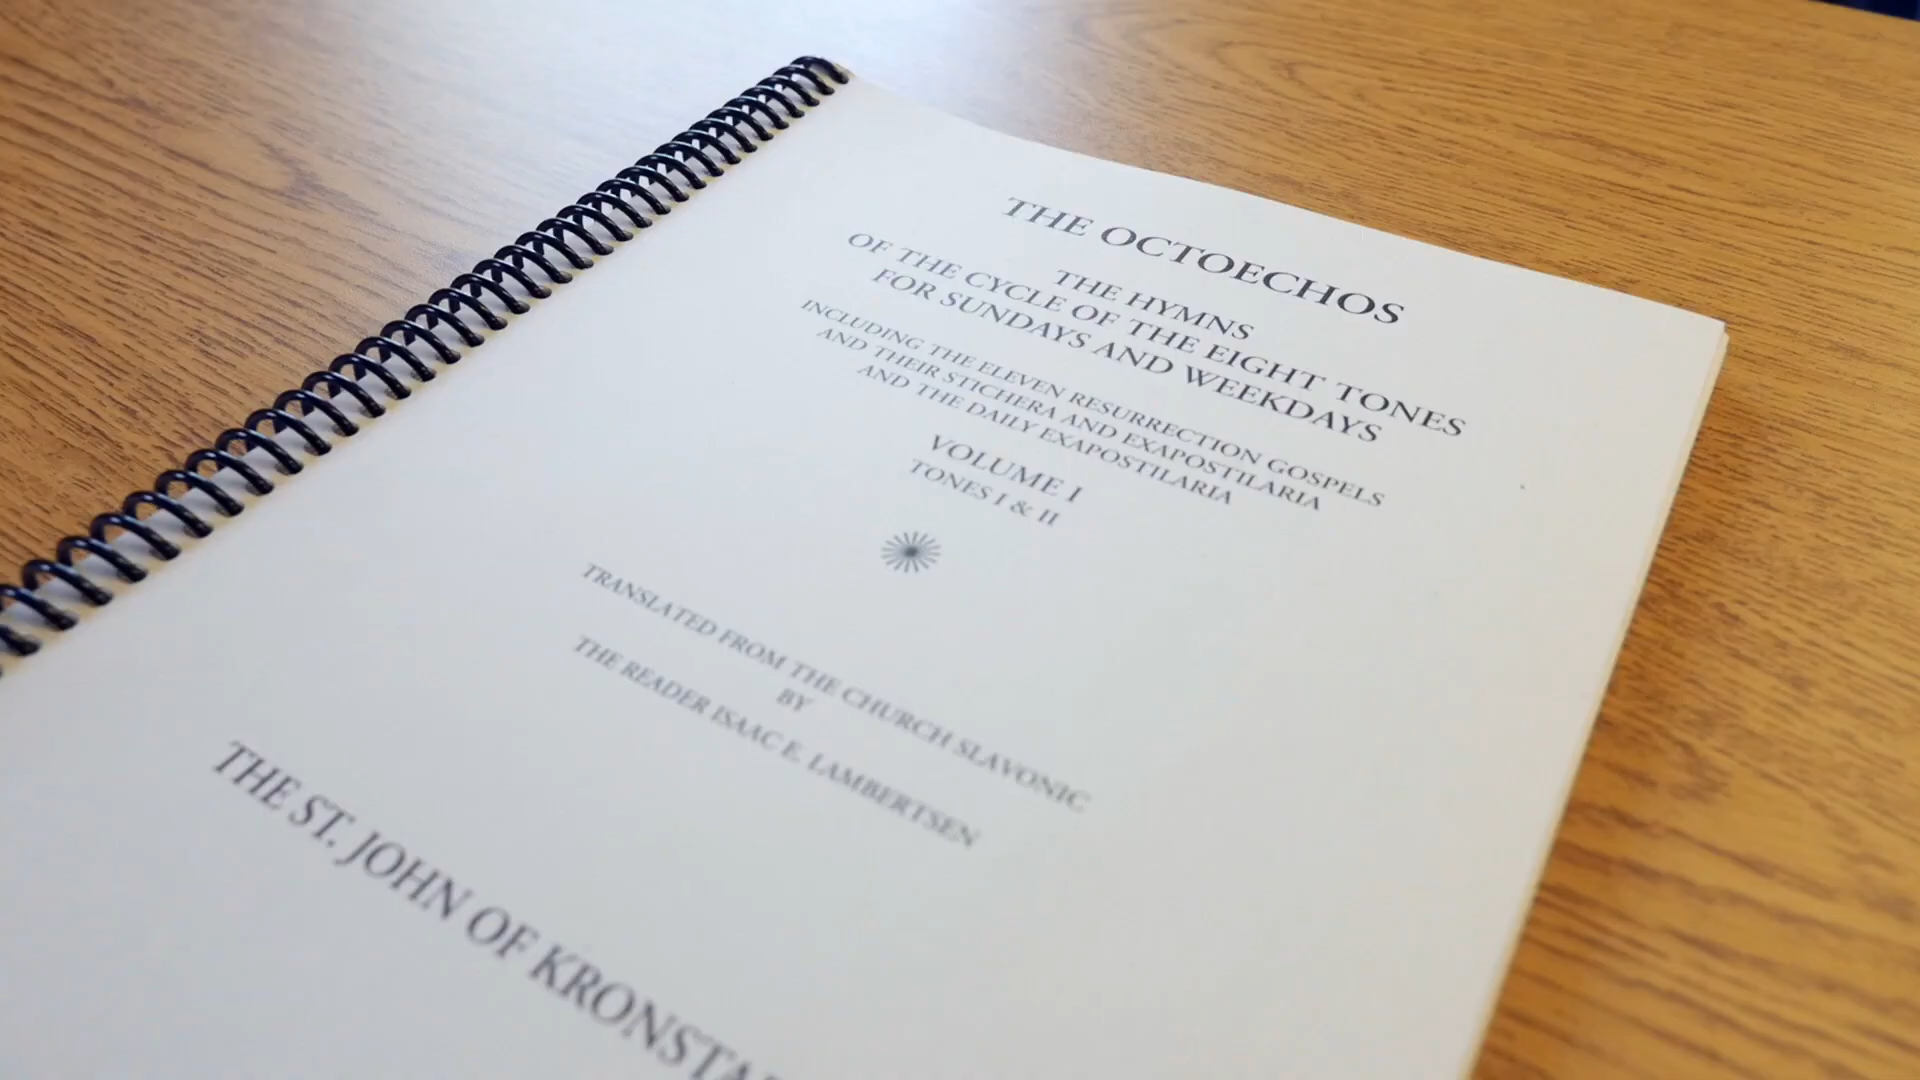 THE OCTOECHOS
THE HYMNS
OF THE CYCLE OF THE EIGHT TONES
FOR SUNDAYS AND WEEKDAYS
INCLUDING THE ELEVEN RESURRECTION GOSPELS
AND THEIR STICHERA AND EXAPOSTILARIA
AND THE DAILY EXAPOSTILARIA
VOLUME I
TONES I & II
TRANSLATED FROM THE CHURCH SLAVONIC
BY
THE READER ISAAC E. LAMBERTSEN
THE ST. JOHN OF KRONSTA